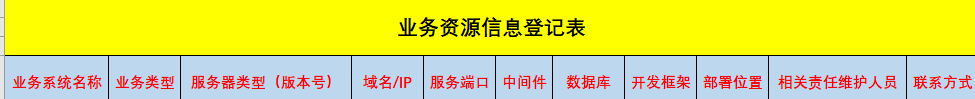 业务资源信息登记表
业务系统名称 业务类型 服务器类型（版本号） 域名/IP 服务端口 中间件 数据库 开发框架 部署位置 相关责任维护人员 联系方式